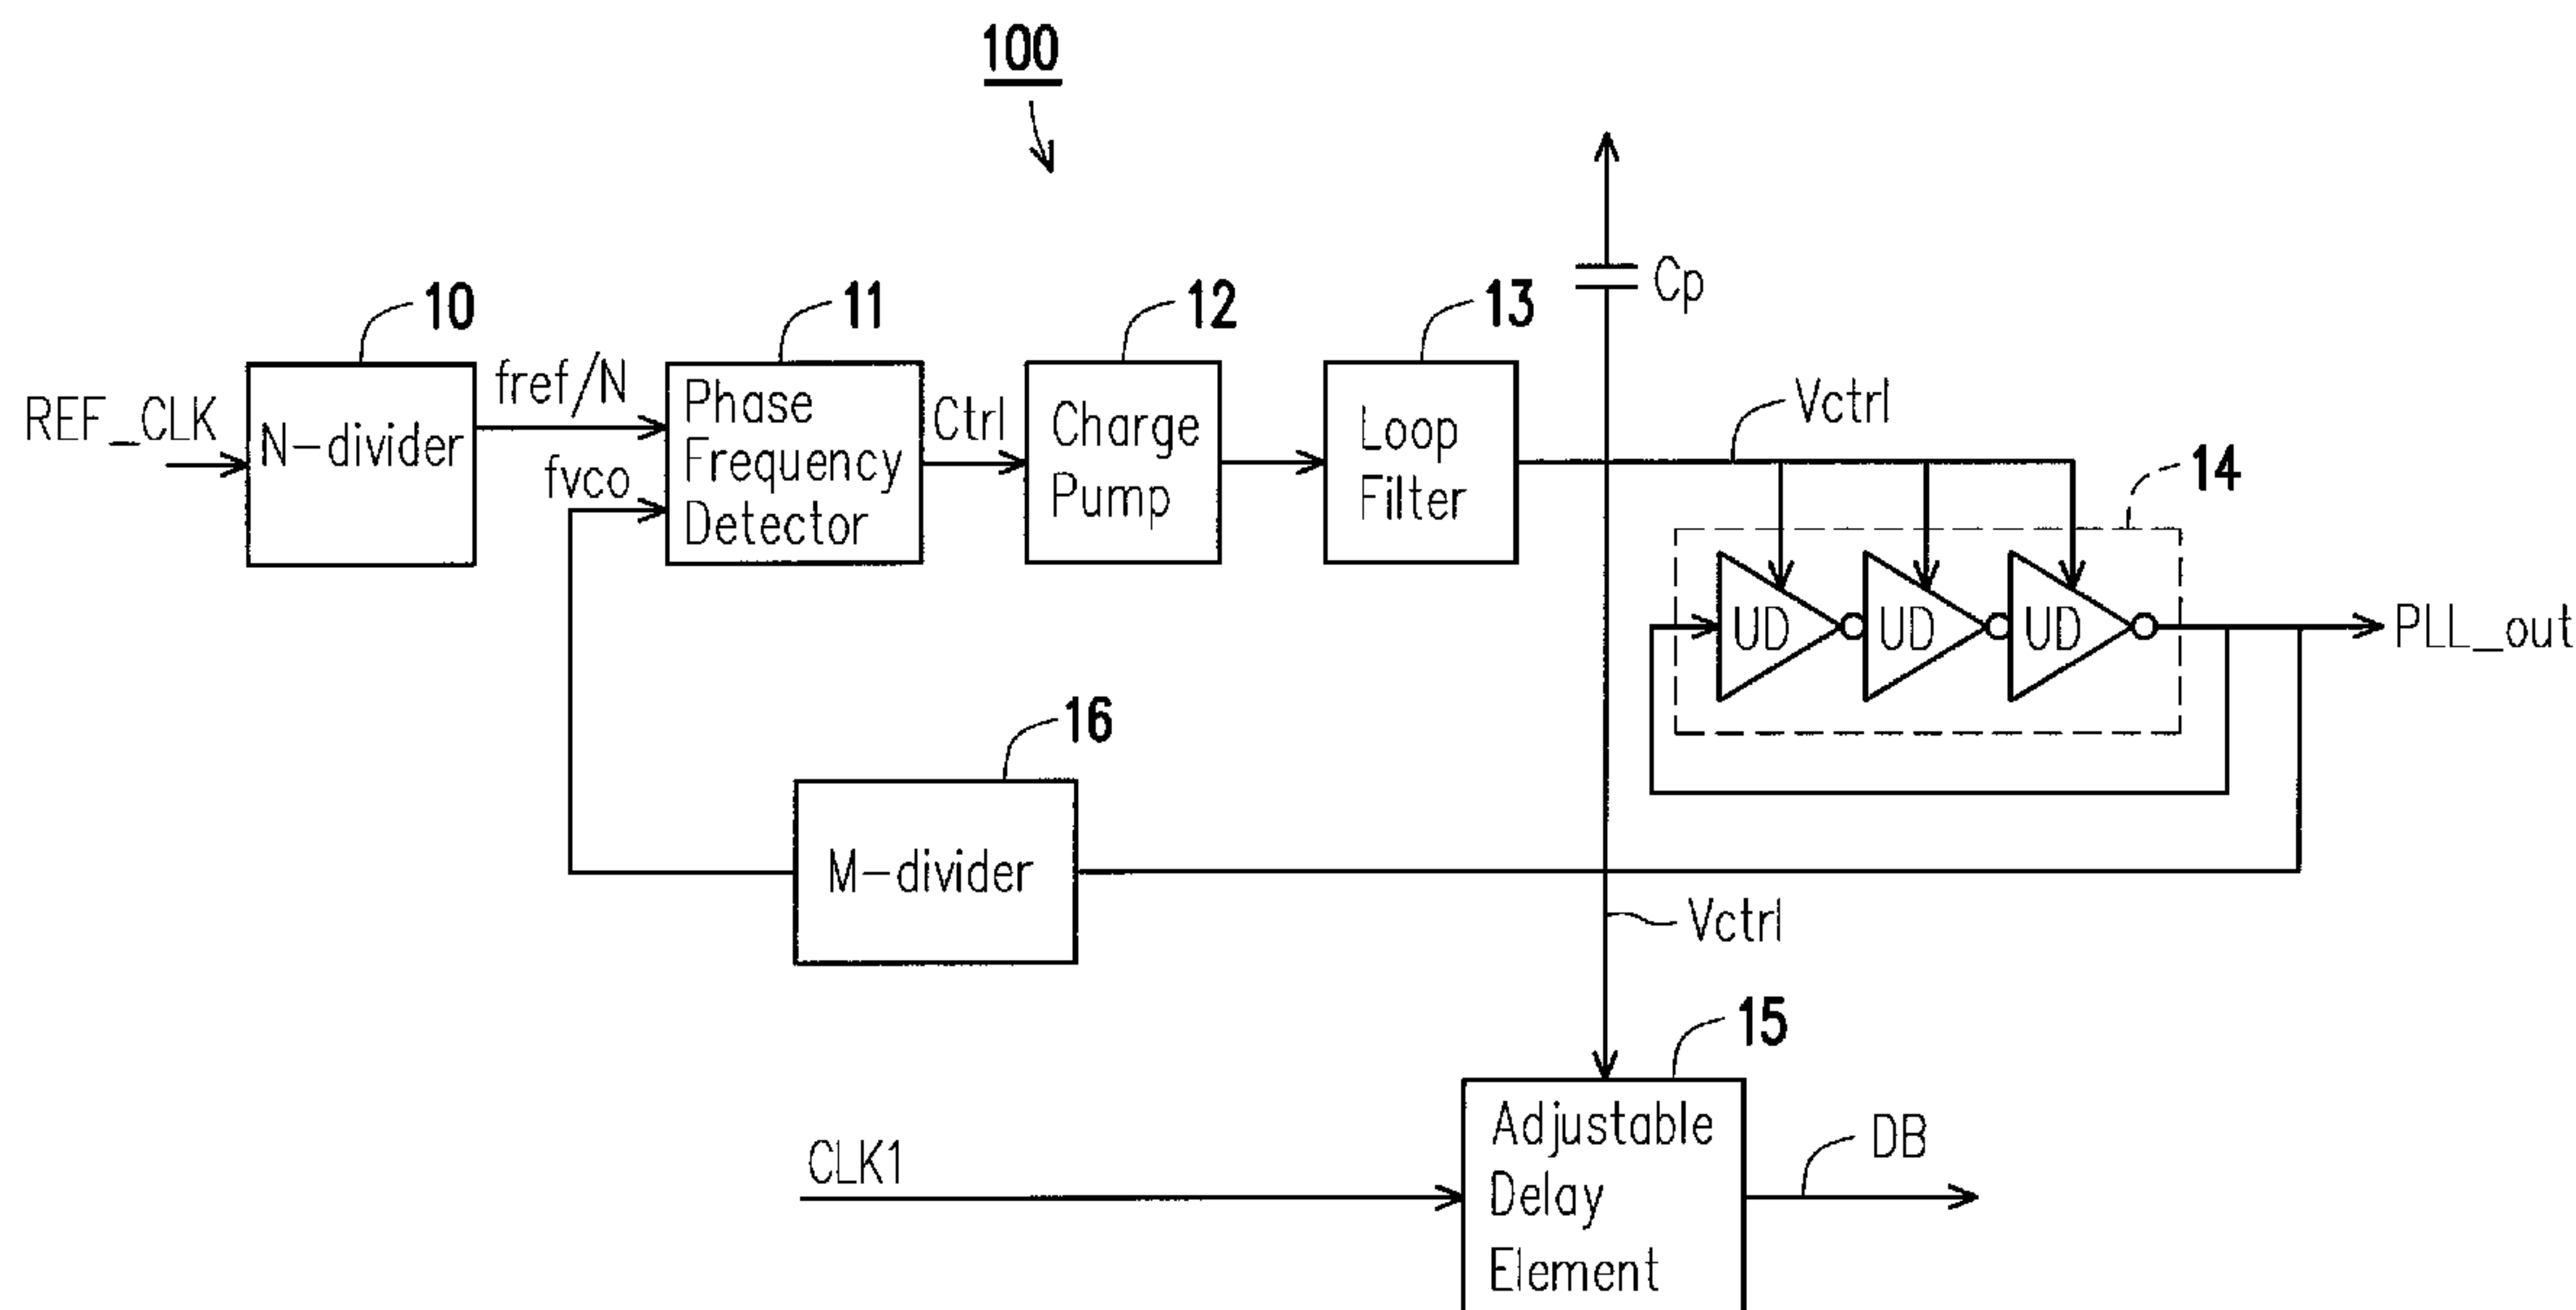 100
10
11
12
13
Cp
REF_CLK
N-divider
fref/N
fvco
Phase
Frequency
Detector
Ctrl
Charge
Pump
Loop
Filter
Vctrl
14
UD
UD
UD
PLL_out
16
M-divider
Vctrl
15
CLK1
Adjustable
Delay
Element
DB